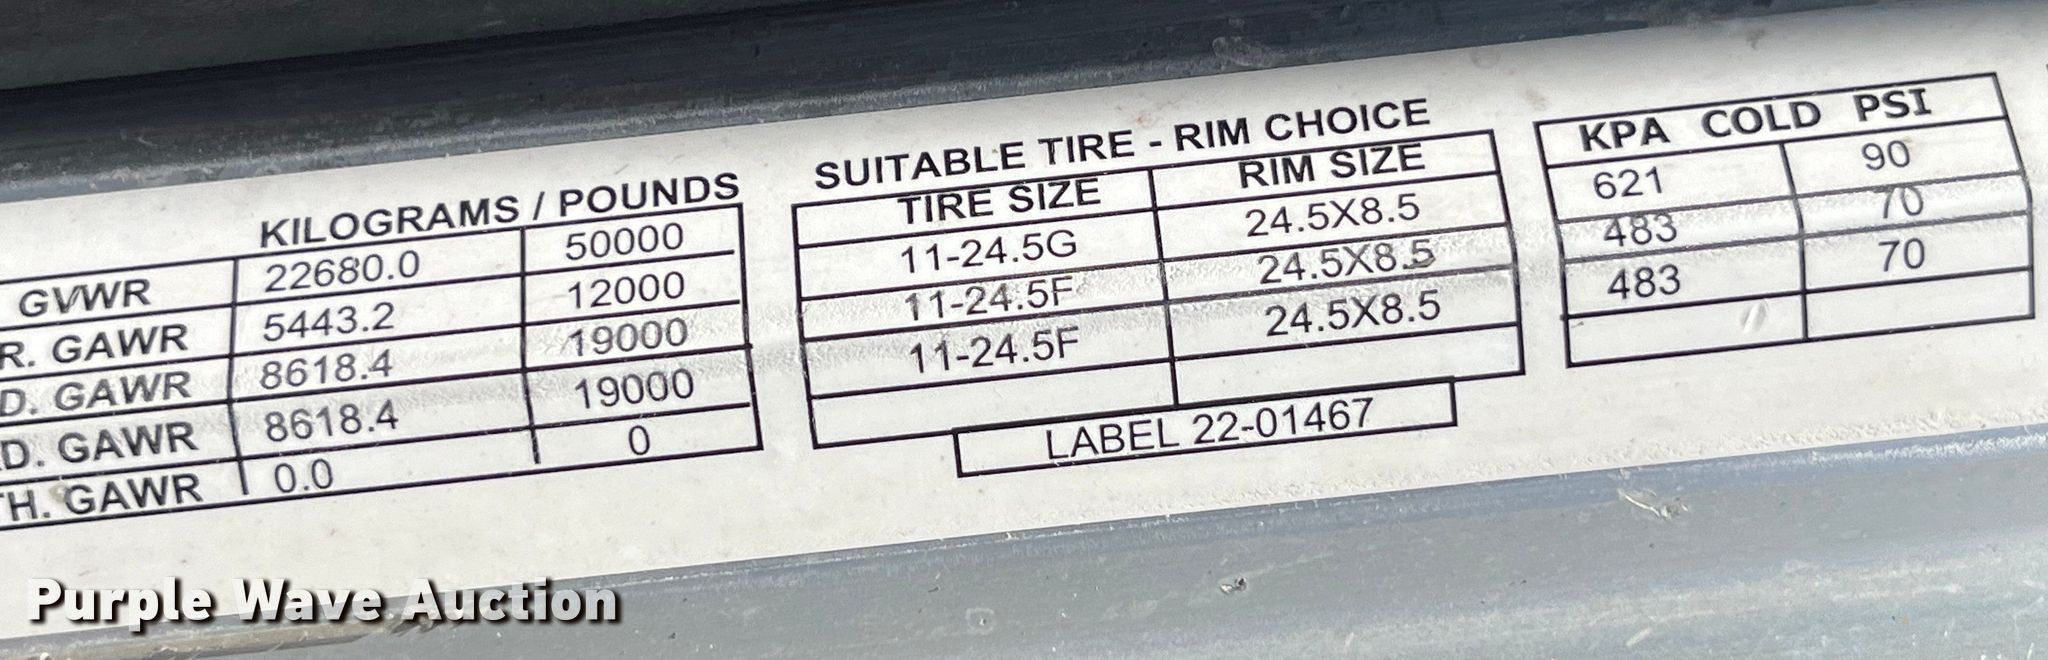 KILOGRAMS / POUNDS
GVWR 22680.0 50000
R. GAWR 5443.2 12000
D. GAWR 8618.4 19000
D. GAWR 8618.4 19000
TH. GAWR 0.0 0
SUITABLE TIRE - RIM CHOICE
TIRE SIZE RIM SIZE
11-24.5G 24.5X8.5
11-24.5F 24.5X8.5
11-24.5F 24.5X8.5
LABEL 22-01467
KPA COLD PSI
621 90
483 70
483 70
Purple Wave Auction